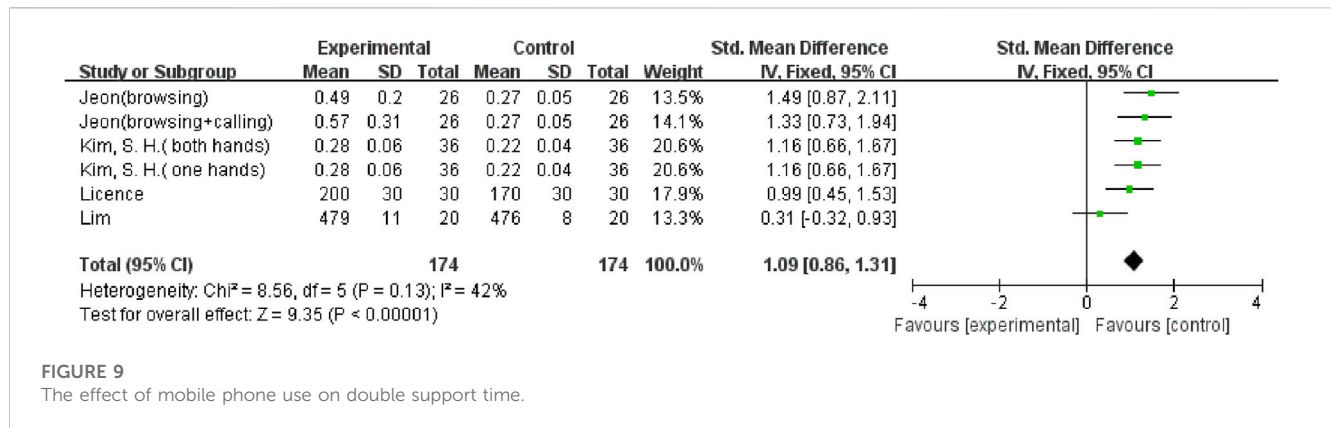 Experimental Control Std. Mean Difference Std. Mean Difference
Study or Subgroup Mean SD Total Mean SD Total Weight IV, Fixed, 95% CI IV, Fixed, 95% CI
Jeon(browsing) 0.49 0.2 26 0.27 0.05 26 13.5% 1.49 [0.87, 2.11]
Jeon(browsing+calling) 0.57 0.31 26 0.27 0.05 26 14.1% 1.33 [0.73, 1.94]
Kim, S. H.( both hands) 0.28 0.06 36 0.22 0.04 36 20.6% 1.16 [0.66, 1.67]
Kim, S. H.( one hands) 0.28 0.06 36 0.22 0.04 36 20.6% 1.16 [0.66, 1.67]
Licence 200 30 30 170 30 30 17.9% 0.99 [0.45, 1.53]
Lim 479 11 20 476 8 20 13.3% 0.31 [-0.32, 0.93]
Total (95% CI) 174 174 100.0% 1.09 [0.86, 1.31]
Heterogeneity: Chi² = 8.56, df = 5 (P = 0.13); I² = 42%
Test for overall effect: Z = 9.35 (P < 0.00001)
-4 -2 0 2 4
Favours [experimental] Favours [control]
FIGURE 9
The effect of mobile phone use on double support time.